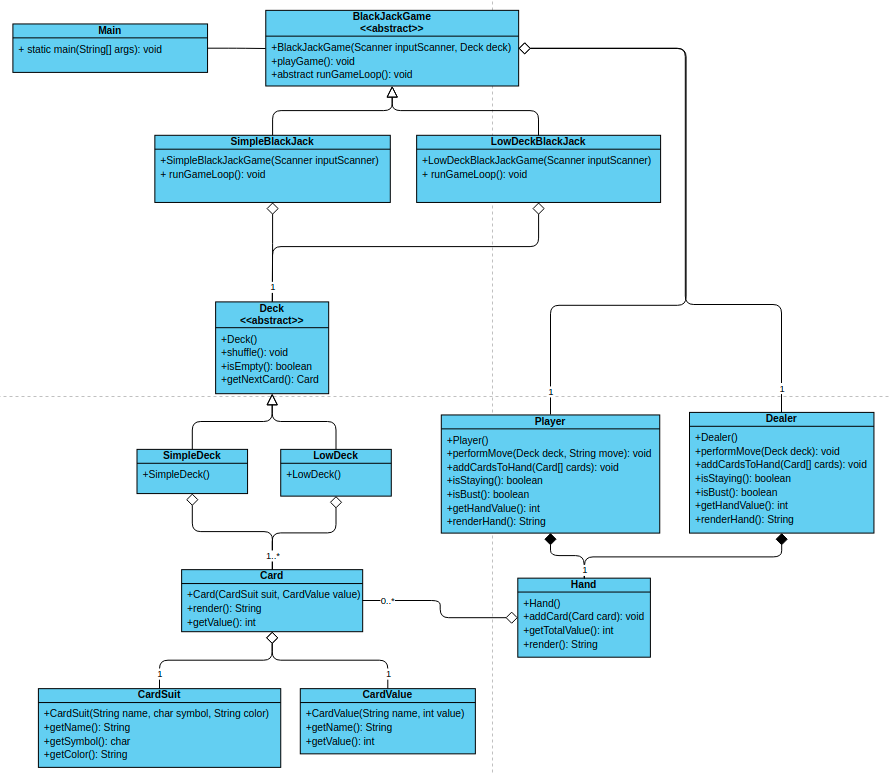 Main
+ static main(String[] args): void
BlackJackGame
<<abstract>>
+BlackJackGame(Scanner inputScanner, Deck deck)
+playGame(): void
+abstract runGameLoop(): void
SimpleBlackJack
+SimpleBlackJackGame(Scanner inputScanner)
+ runGameLoop(): void
LowDeckBlackJack
+LowDeckBlackJackGame(Scanner inputScanner)
+ runGameLoop(): void
1
Deck
<<abstract>>
+Deck()
+shuffle(): void
+isEmpty(): boolean
+getNextCard(): Card
1
1
Player
+Player()
+performMove(Deck deck, String move): void
+addCardsToHand(Card[] cards): void
+isStaying(): boolean
+isBust(): boolean
+getHandValue(): int
+renderHand(): String
Dealer
+Dealer()
+performMove(Deck deck): void
+addCardsToHand(Card[] cards): void
+isStaying(): boolean
+isBust(): boolean
+getHandValue(): int
+renderHand(): String
SimpleDeck
+SimpleDeck()
LowDeck
+LowDeck()
1..*
1
Card
+Card(CardSuit suit, CardValue value)
+render(): String
+getValue(): int
0..*
Hand
+Hand()
+addCard(Card card): void
+getTotalValue(): int
+render(): String
1
1
CardSuit
+CardSuit(String name, char symbol, String color)
+getName(): String
+getSymbol(): char
+getColor(): String
CardValue
+CardValue(String name, int value)
+getName(): String
+getValue(): int